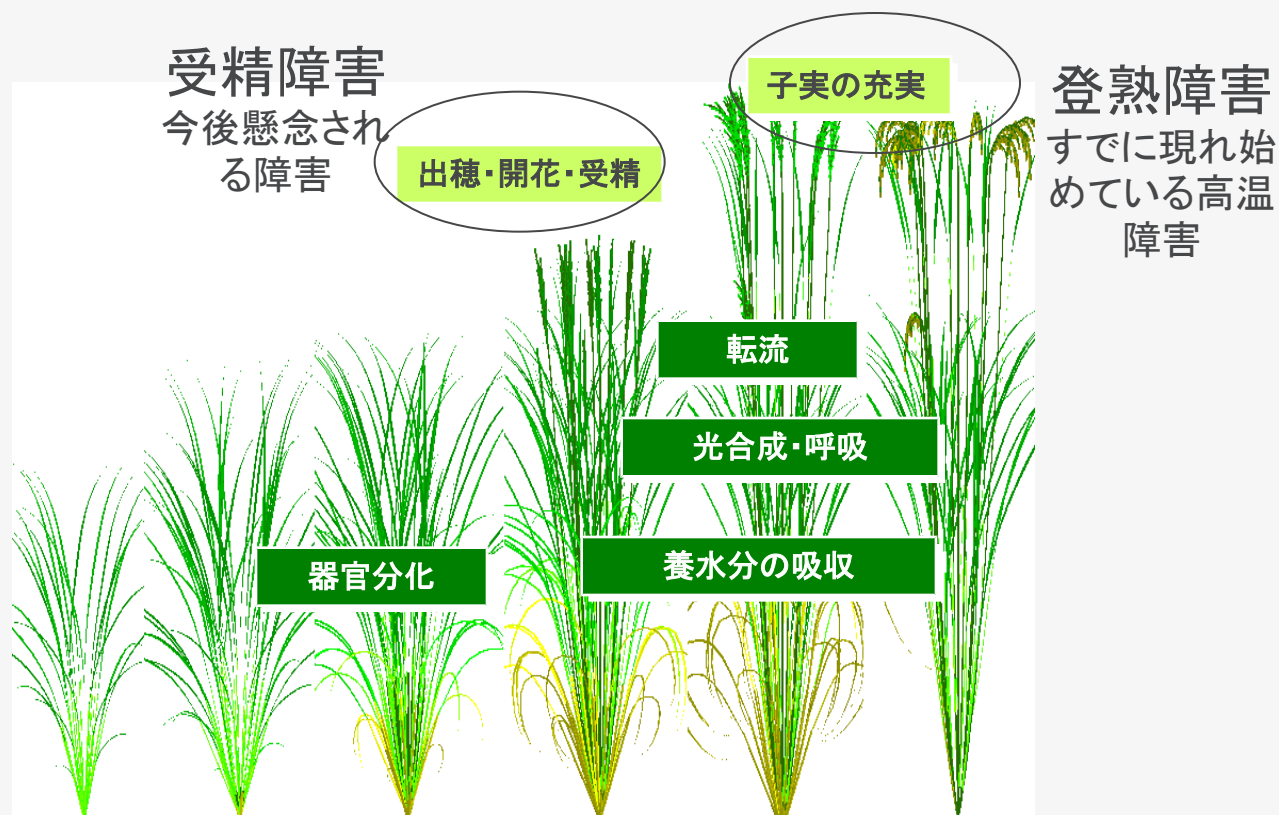 受精障害
今後懸念され
る障害
出穂・開花・受精
子実の充実
登熟障害
すでに現れ始
めている高温
障害
転流
光合成・呼吸
器官分化
養水分の吸収